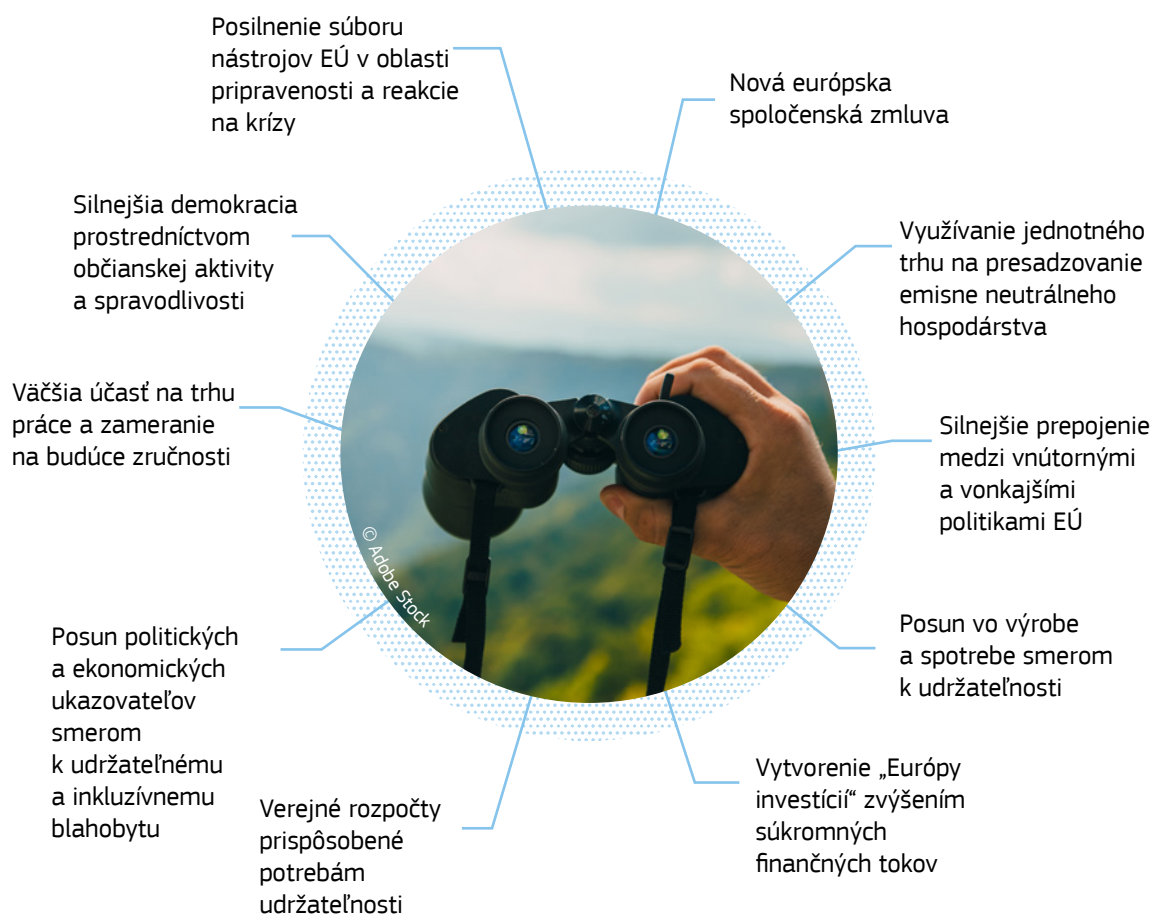 Posilnenie súboru
nástrojov EÚ v oblasti
pripravenosti a reakcie
na krízy
Nová európska
spoločenská zmluva
Využívanie jednotného
trhu na presadzovanie
emisne neutrálneho
hospodárstva
Silnejšie prepojenie
medzi vnútornými
a vonkajšími
politikami EÚ
Posun vo výrobe
a spotrebe smerom
k udržateľnosti
Vytvorenie „Európy
investícií“ zvýšením
súkromných
finančných tokov
Verejné rozpočty
prispôsobené
potrebám
udržateľnosti
Posun politických
a ekonomických
ukazovateľov
smerom
k udržateľnému
a inkluzívnemu
blahobytu
Väčšia účasť na trhu
práce a zameranie
na budúce zručnosti
Silnejšia demokracia
prostredníctvom
občianskej aktivity
a spravodlivosti
© Adobe Stock